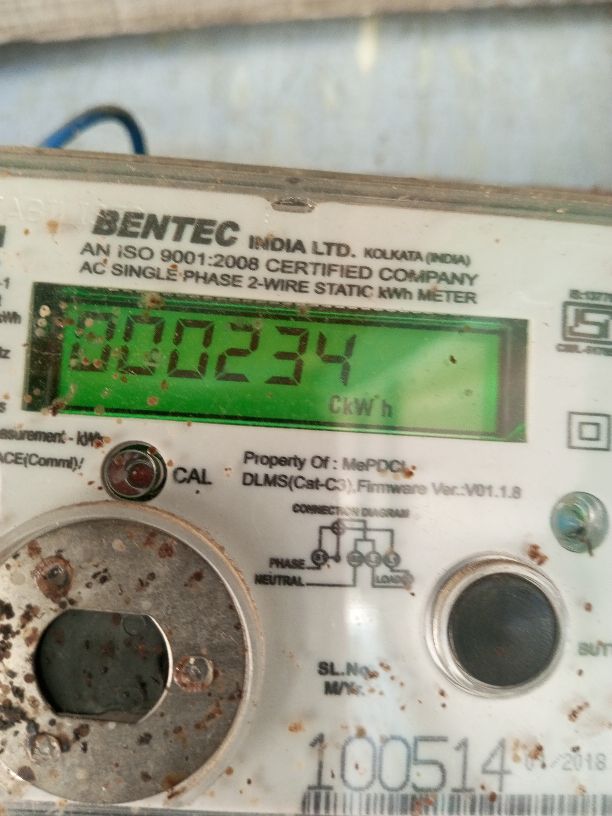 BENTEC INDIA LTD. KOLKATA (INDIA)
AN ISO 9001:2008 CERTIFIED COMPANY
AC SINGLE PHASE 2-WIRE STATIC kWh METER
000234
CkW h
CAL
Property Of : MePDCL
DLMS(Cat-C3).Firmware Ver.:V01.1.8
CONNECTION DIAGRAM
PHASE
NEUTRAL
LOAD
SL.No.
M/Yr.
100514
01/2018